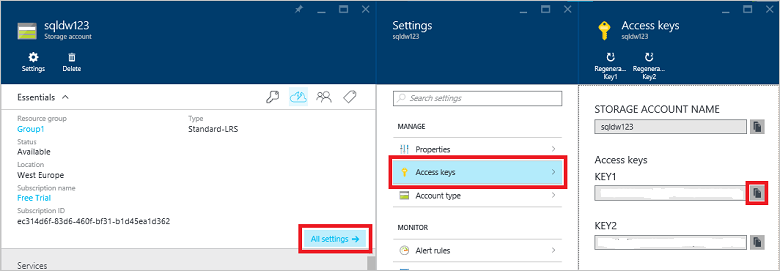 sqldw123
Storage account
Settings
Delete
Essentials
Resource group
Group1
Type
Standard-LRS
Status
Available
Location
West Europe
Subscription name
Free Trial
Subscription ID
ec314d6f-83d6-460f-bf31-b1d45ea1d362
All settings →
Services
Settings
sqldw123
Search settings
MANAGE
Properties
Access keys
Account type
MONITOR
Alert rules
Access keys
sqldw123
Regenera...
Key1
Regenera...
Key2
STORAGE ACCOUNT NAME
sqldw123
Access keys
KEY1
KEY2